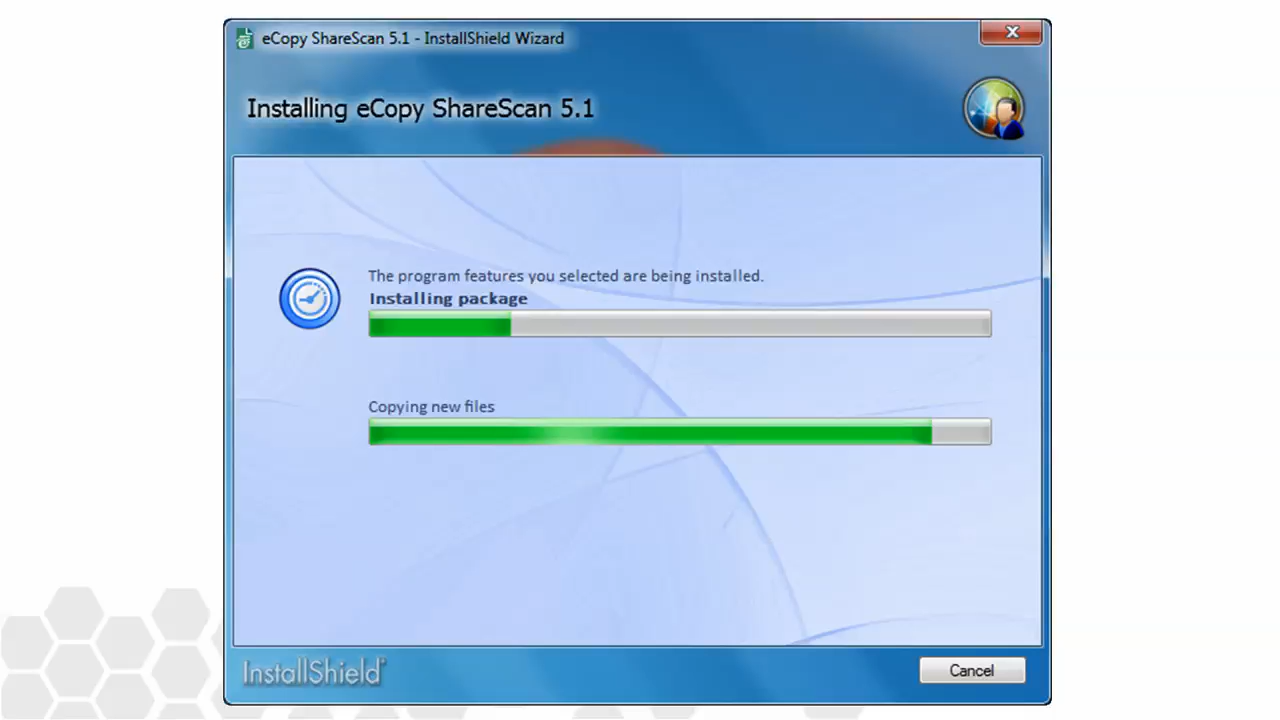 eCopy ShareScan 5.1 - InstallShield Wizard
Installing eCopy ShareScan 5.1
The program features you selected are being installed.
Installing package
Copying new files
InstallShield®
Cancel